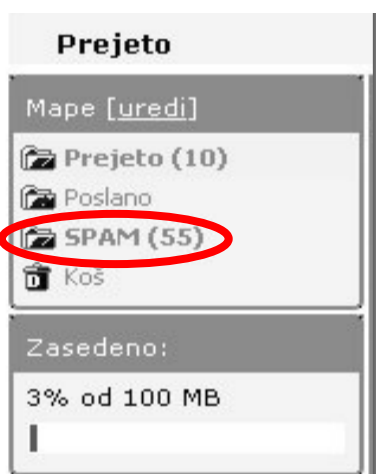 Prejeto
Mape [uredi]
Prejeto (10)
Poslano
SPAM (55)
Koš
Zasedeno:
3% od 100 MB